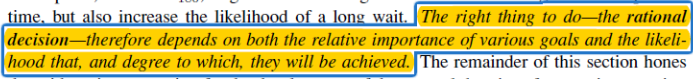 time, but also increase the likelihood of a long wait. The right thing to do—the rational
decision—therefore depends on both the relative importance of various goals and the likeli-
hood that, and degree to which, they will be achieved. The remainder of this section hones